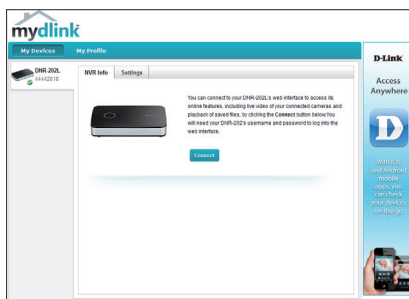 mydlink
My Devices
My Profile
DNR-202L
44442818
NVR Info
Settings
You can connect to your DNR-202L's web interface to access its
online features, including live video of your connected cameras and
playback of saved files, by clicking the Connect button below.You
will need your DNR-202's username and password to log into the
web interface.
Connect
D-Link
Access
Anywhere
D
With iOS
and Android
mobile
apps, you
can check
your devices
on-the-go